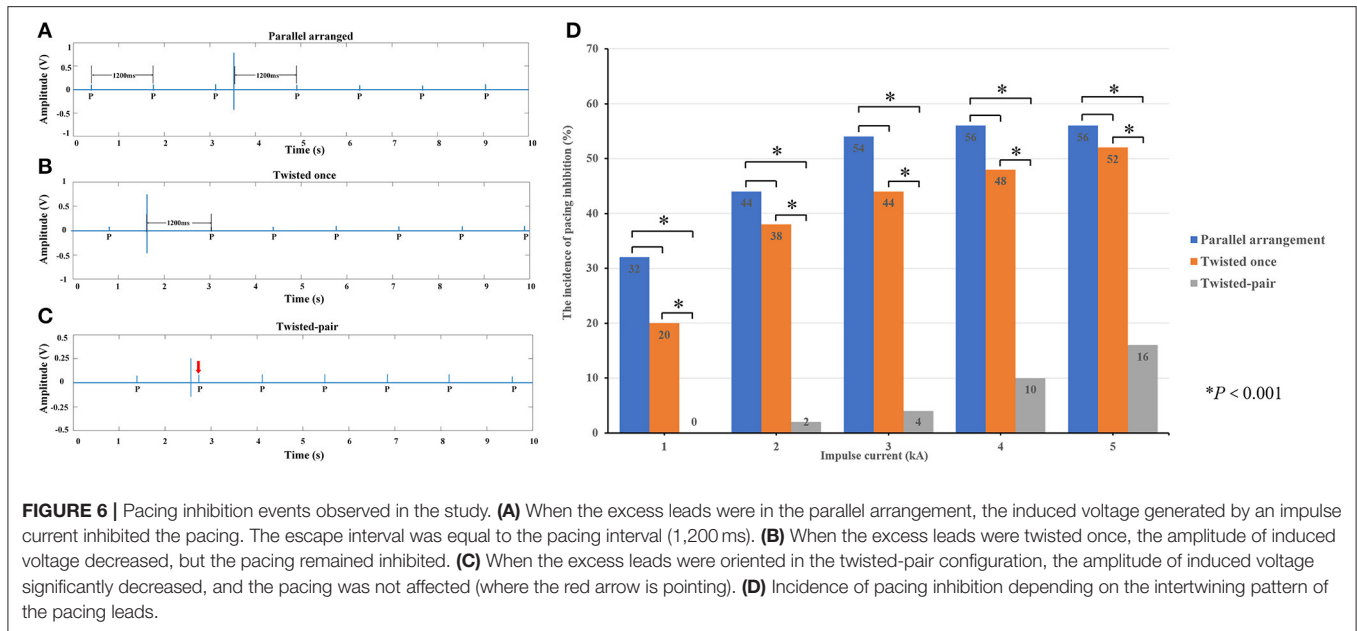 A
Parallel arranged
Amplitude (V)
1
0.5
0
-0.5
-1
1200ms
1200ms
P P P P P P P
0 1 2 3 4 5 6 7 8 9 10
Time (s)
B
Twisted once
Amplitude (V)
1
0.5
0
-0.5
-1
1200ms
P P P P P P P
0 1 2 3 4 5 6 7 8 9 10
Time (s)
C
Twisted-pair
Amplitude (V)
0.5
0.25
0
-0.25
-0.5
P P P P P P P
0 1 2 3 4 5 6 7 8 9 10
Time (s)
D
The incidence of pacing inhibition (%)
70
60
50
40
30
20
10
0
* * * * *
* * * * *
32 20 0
44 38 2
54 44 4
56 48 10
56 52 16
1 2 3 4 5
Impulse current (kA)
Parallel arrangement
Twisted once
Twisted-pair
*P < 0.001
FIGURE 6 | Pacing inhibition events observed in the study. (A) When the excess leads were in the parallel arrangement, the induced voltage generated by an impulse
current inhibited the pacing. The escape interval was equal to the pacing interval (1,200 ms). (B) When the excess leads were twisted once, the amplitude of induced
voltage decreased, but the pacing remained inhibited. (C) When the excess leads were oriented in the twisted-pair configuration, the amplitude of induced voltage
significantly decreased, and the pacing was not affected (where the red arrow is pointing). (D) Incidence of pacing inhibition depending on the intertwining pattern of
the pacing leads.